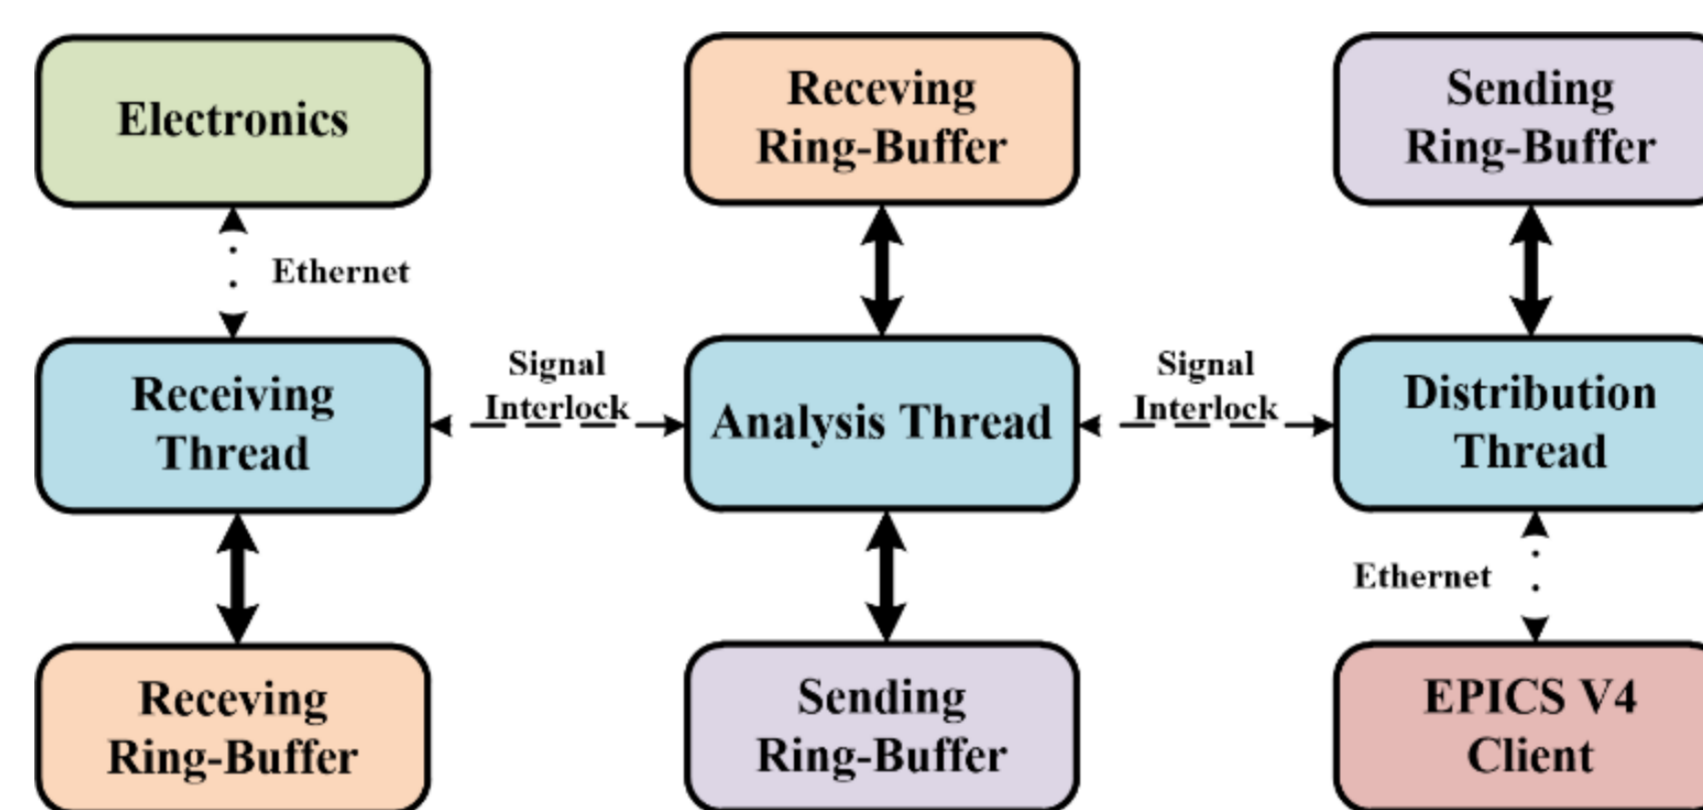 Electronics
Receving
Ring-Buffer
Sending
Ring-Buffer
Ethernet
Receiving
Thread
Signal
Interlock
Analysis Thread
Signal
Interlock
Distribution
Thread
Ethernet
Receving
Ring-Buffer
Sending
Ring-Buffer
EPICS V4
Client